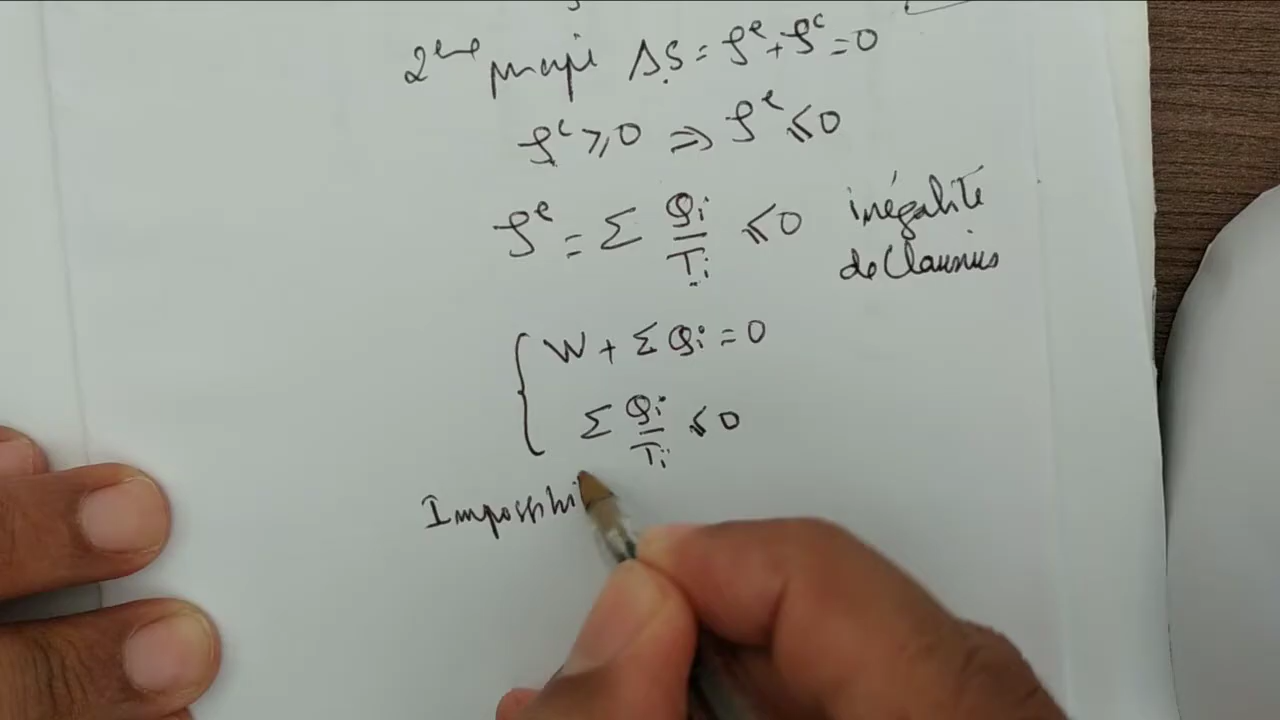 2ème principe ΔS = S^e + S^c = 0
S^c ⩾ 0 ⇒ S^e ⩽ 0
S^e = Σ Qi/Ti ⩽ 0 inégalité de Clausius
{ W + Σ Qi = 0
Σ Qi/Ti ⩽ 0
Impossibi